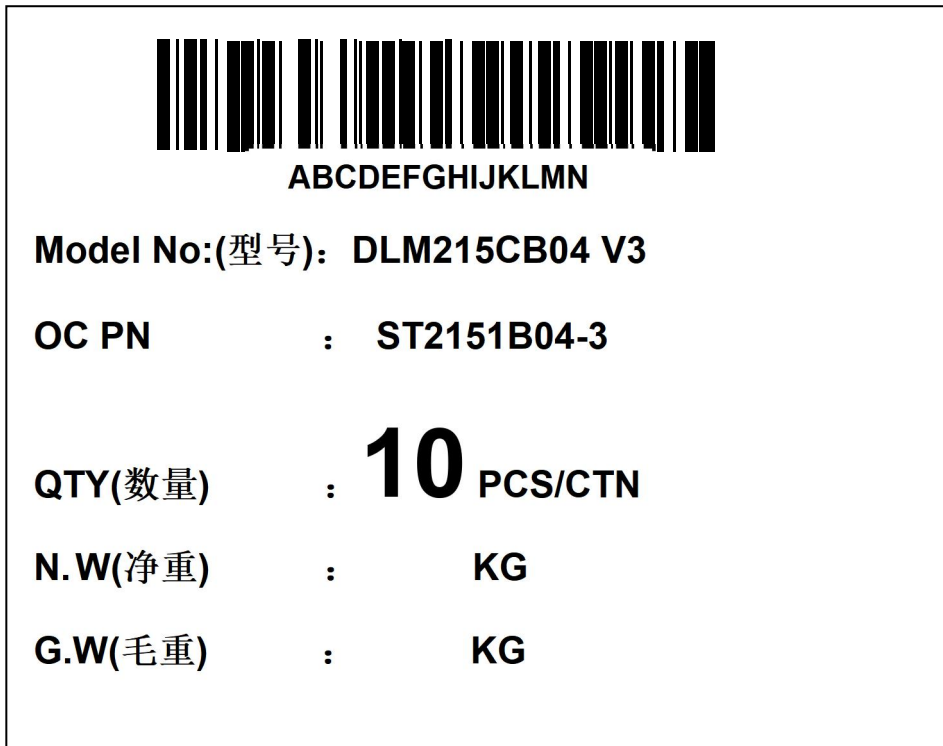 ABCDEFGHIJKLMN
Model No:(型号)：DLM215CB04 V3
OC PN ： ST2151B04-3
QTY(数量) ：10 PCS/CTN
N.W(净重) ： KG
G.W(毛重) ： KG